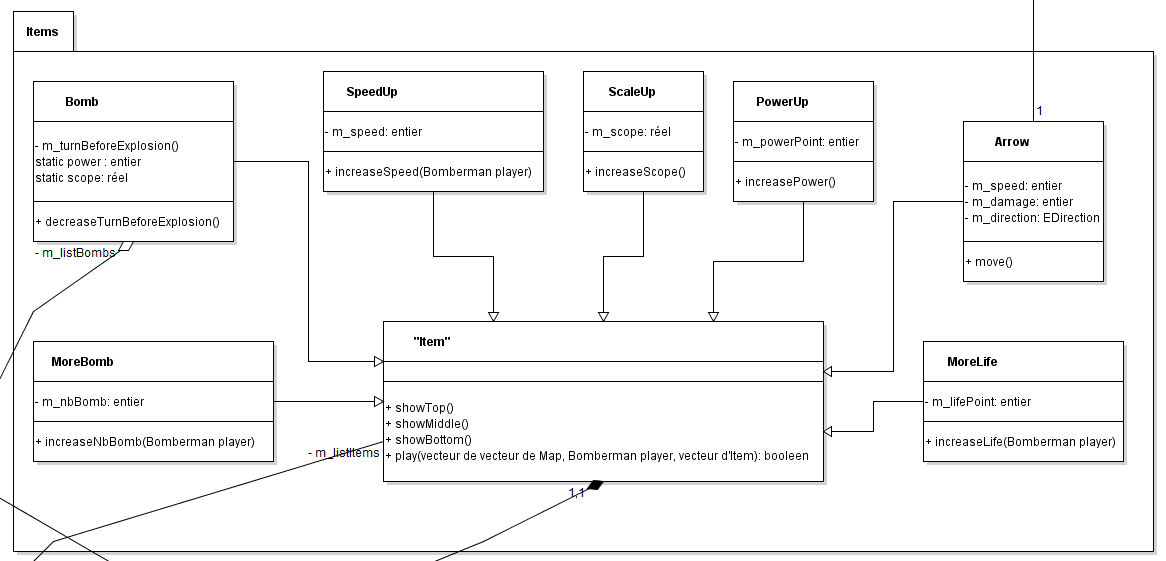 Items
Bomb
- m_turnBeforeExplosion()
static power : entier
static scope: réel
+ decreaseTurnBeforeExplosion()
- m_listBombs
SpeedUp
- m_speed: entier
+ increaseSpeed(Bomberman player)
ScaleUp
- m_scope: réel
+ increaseScope()
PowerUp
- m_powerPoint: entier
+ increasePower()
1
Arrow
- m_speed: entier
- m_damage: entier
- m_direction: EDirection
+ move()
MoreBomb
- m_nbBomb: entier
+ increaseNbBomb(Bomberman player)
"Item"
+ showTop()
+ showMiddle()
+ showBottom()
+ play(vecteur de vecteur de Map, Bomberman player, vecteur d'Item): booleen
- m_listItems
1,1
MoreLife
- m_lifePoint: entier
+ increaseLife(Bomberman player)